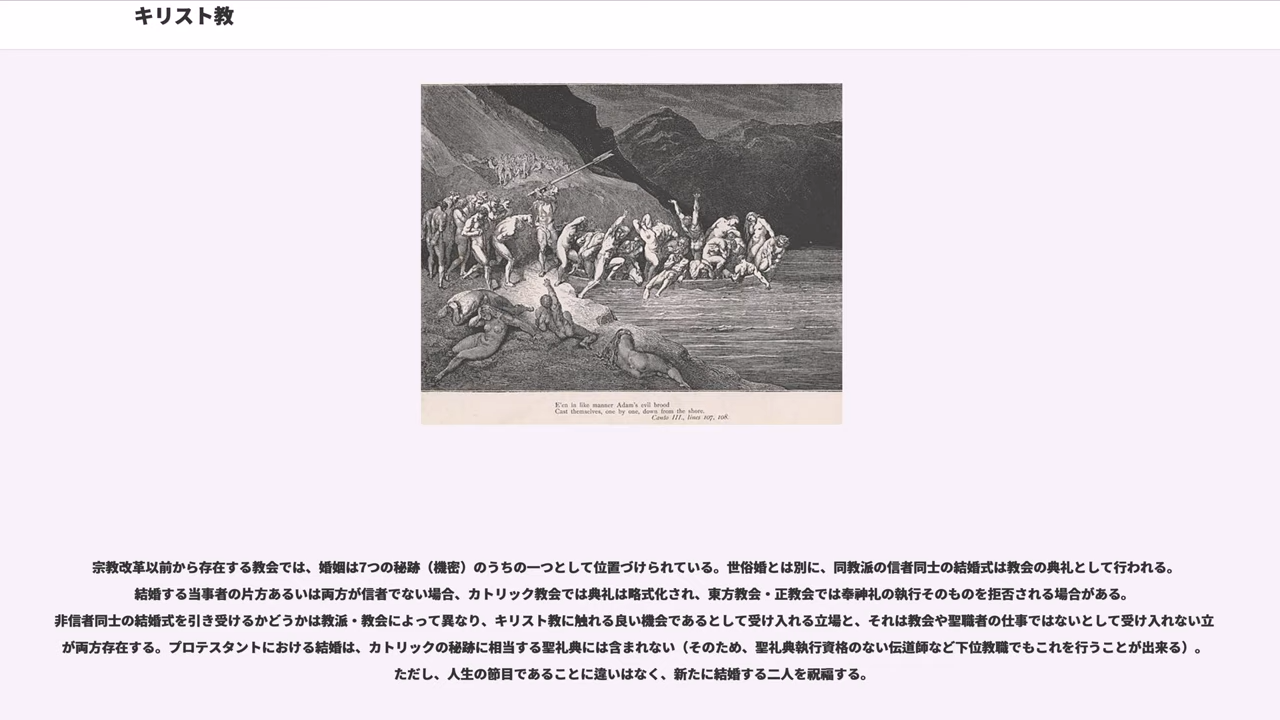 キリスト教
E'en in like manner Adam's evil brood
Cast themselves, one by one, down from the shore.
Canto III., lines 107, 108.
宗教改革以前から存在する教会では、婚姻は7つの秘跡（機密）のうちの一つとして位置づけられている。世俗婚とは別に、同教派の信者同士の結婚式は教会の典礼として行われる。
結婚する当事者の片方あるいは両方が信者でない場合、カトリック教会では典礼は略式化され、東方教会・正教会では奉神礼の執行そのものを拒否される場合がある。
非信者同士の結婚式を引き受けるかどうかは教派・教会によって異なり、キリスト教に触れる良い機会であるとして受け入れる立場と、それは教会や聖職者の仕事ではないとして受け入れない立
が両方存在する。プロテスタントにおける結婚は、カトリックの秘跡に相当する聖礼典には含まれない（そのため、聖礼典執行資格のない伝道師など下位教職でもこれを行うことが出来る）。
ただし、人生の節目であることに違いはなく、新たに結婚する二人を祝福する。